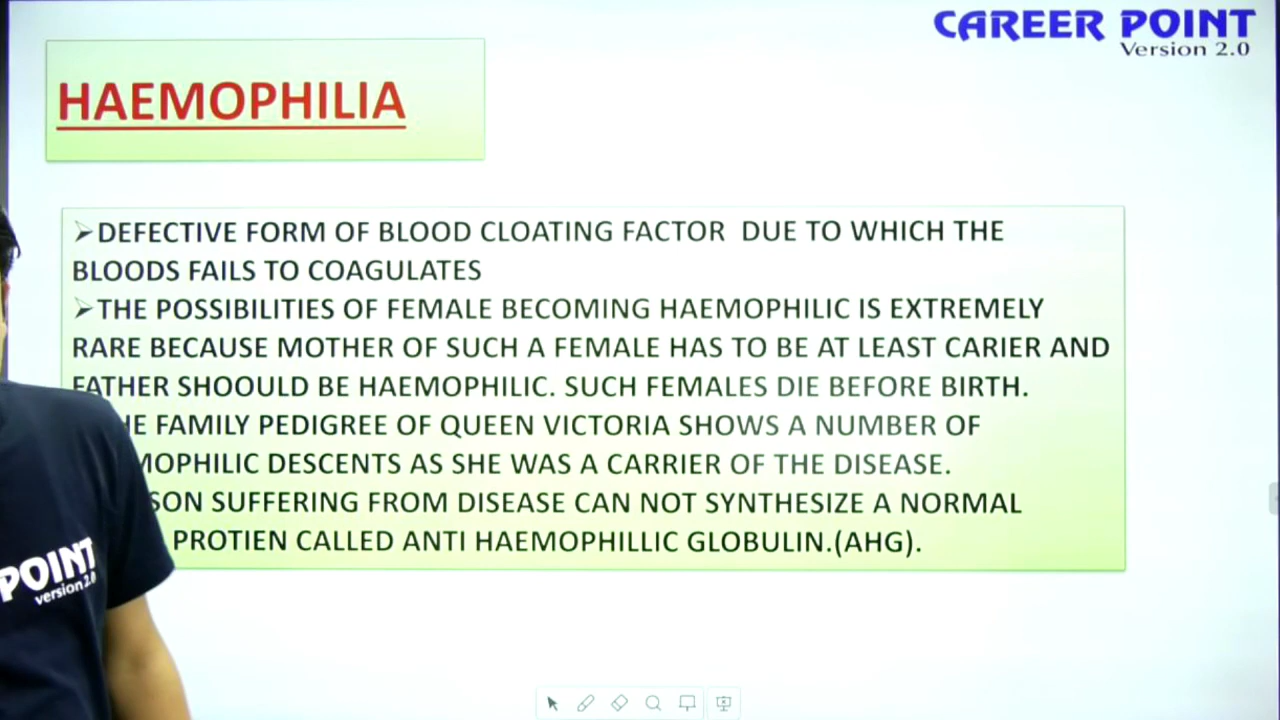 CAREER POINT
Version 2.0
HAEMOPHILIA
➢DEFECTIVE FORM OF BLOOD CLOATING FACTOR DUE TO WHICH THE
BLOODS FAILS TO COAGULATES
➢THE POSSIBILITIES OF FEMALE BECOMING HAEMOPHILIC IS EXTREMELY
RARE BECAUSE MOTHER OF SUCH A FEMALE HAS TO BE AT LEAST CARIER AND
FATHER SHOOULD BE HAEMOPHILIC. SUCH FEMALES DIE BEFORE BIRTH.
HE FAMILY PEDIGREE OF QUEEN VICTORIA SHOWS A NUMBER OF
MOPHILIC DESCENTS AS SHE WAS A CARRIER OF THE DISEASE.
SON SUFFERING FROM DISEASE CAN NOT SYNTHESIZE A NORMAL
PROTIEN CALLED ANTI HAEMOPHILLIC GLOBULIN.(AHG).
POINT
version 2.0